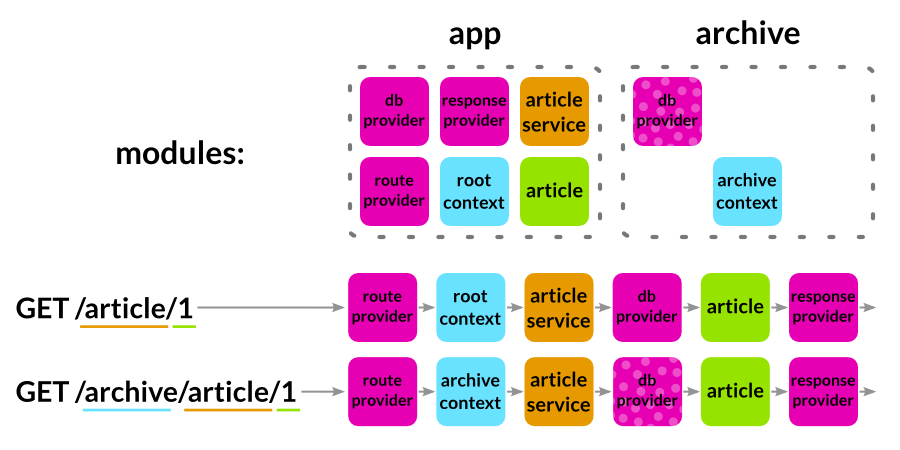 app
archive
modules:
db
provider
response
provider
article
service
db
provider
route
provider
root
context
article
archive
context
GET /article/1
route
provider
root
context
article
service
db
provider
article
response
provider
GET /archive/article/1
route
provider
archive
context
article
service
db
provider
article
response
provider